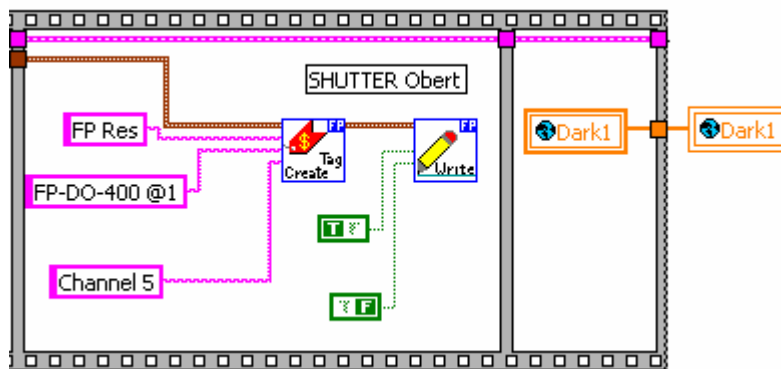 SHUTTER Obert
FP Res
FP
$
Tag
Create
FP
Write
FP-DO-400 @1
T
F
Channel 5
Dark1
Dark1